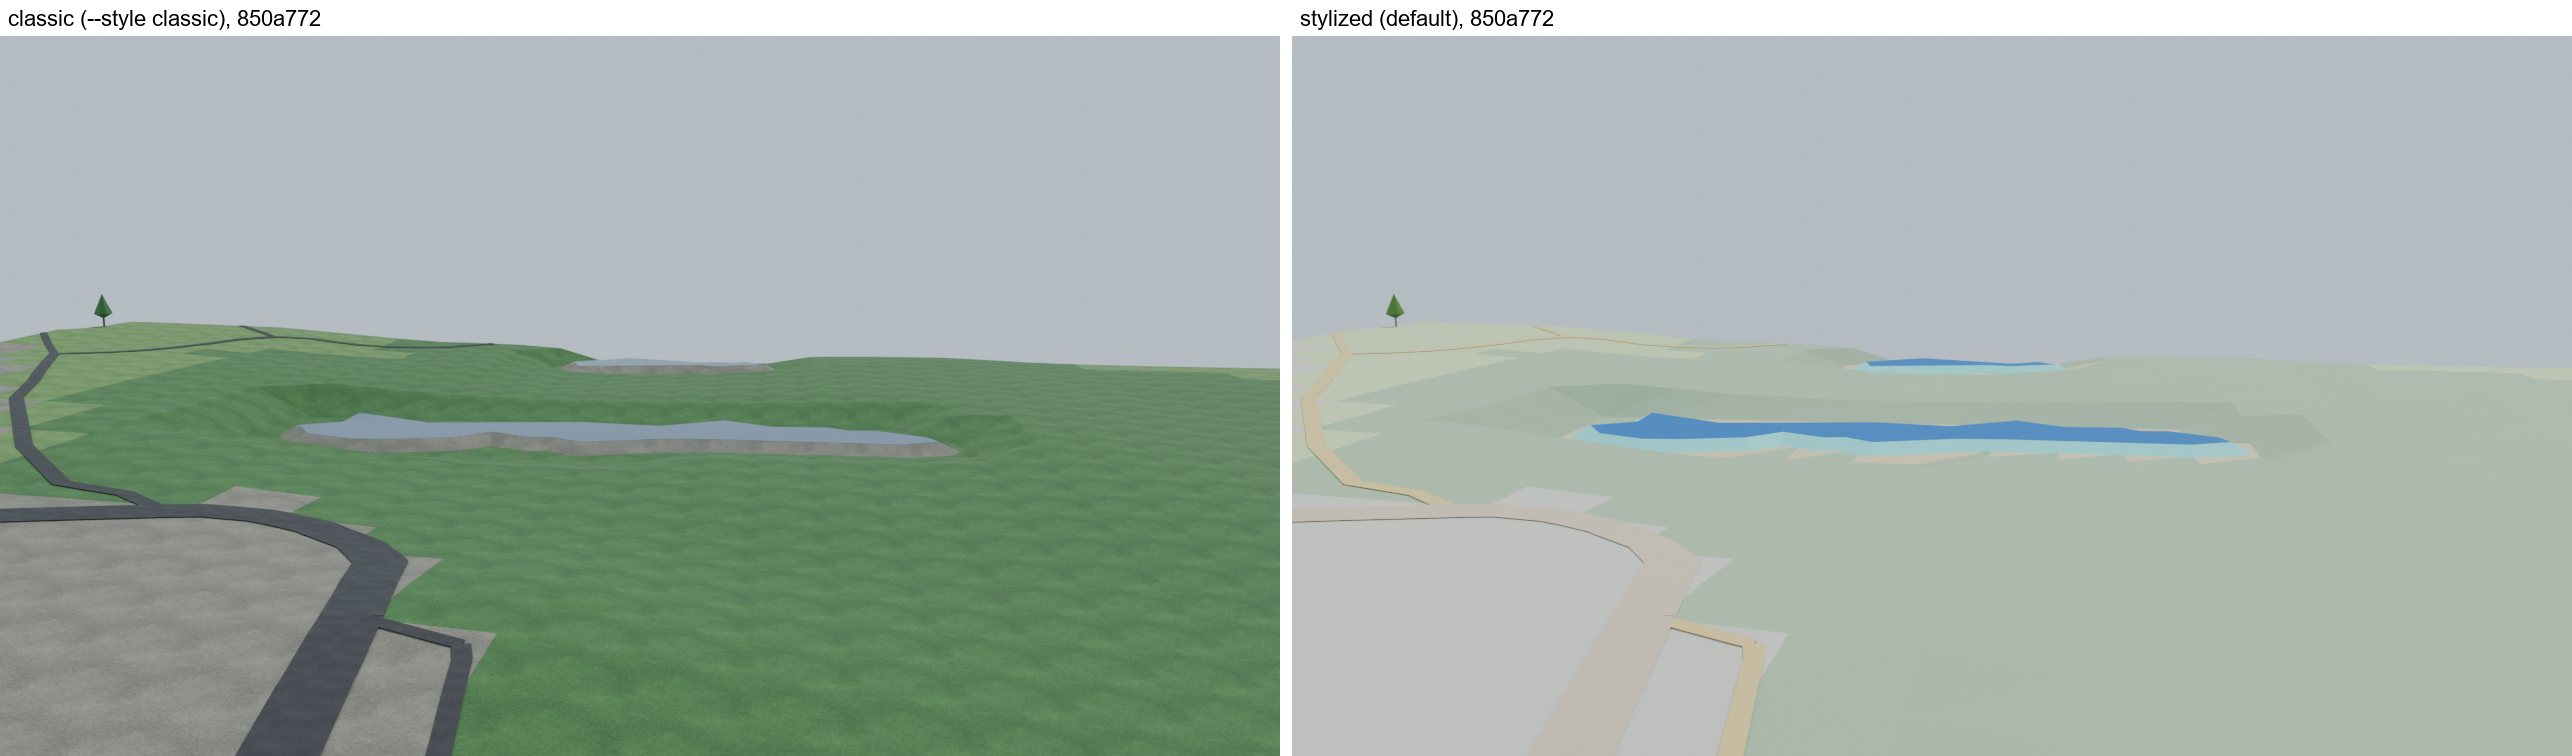 classic (--style classic), 850a772
stylized (default), 850a772